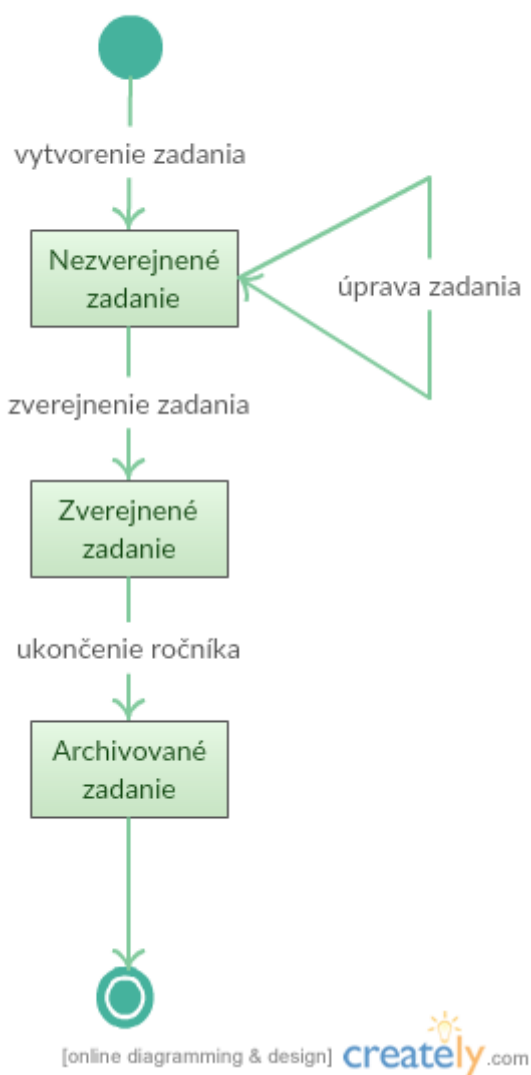 vytvorenie zadania
Nezverejnené
zadanie
úprava zadania
zverejnenie zadania
Zverejnené
zadanie
ukončenie ročníka
Archivované
zadanie
[online diagramming & design] creately.com